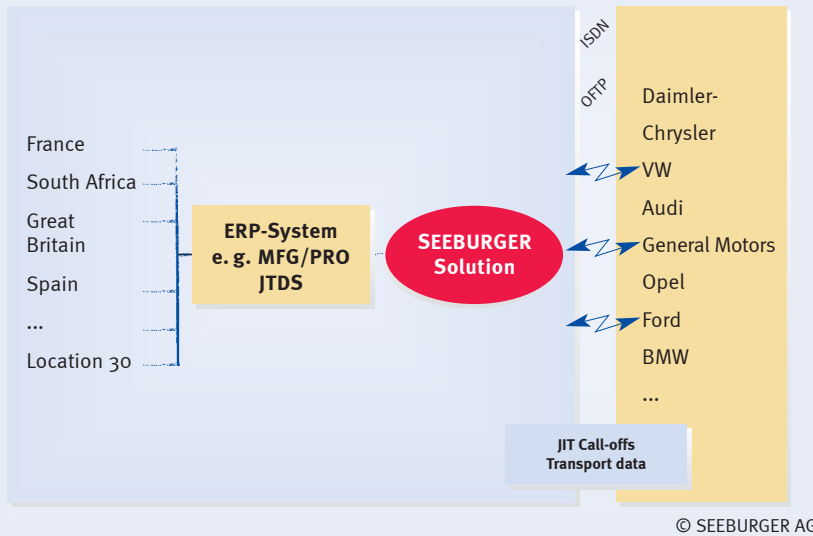 France
South Africa
Great
Britain
Spain
...
Location 30
ERP-System
e. g. MFG/PRO
JTDS
SEEBURGER
Solution
ISDN
OFTP
Daimler-
Chrysler
VW
Audi
General Motors
Opel
Ford
BMW
...
JIT Call-offs
Transport data
© SEEBURGER AG